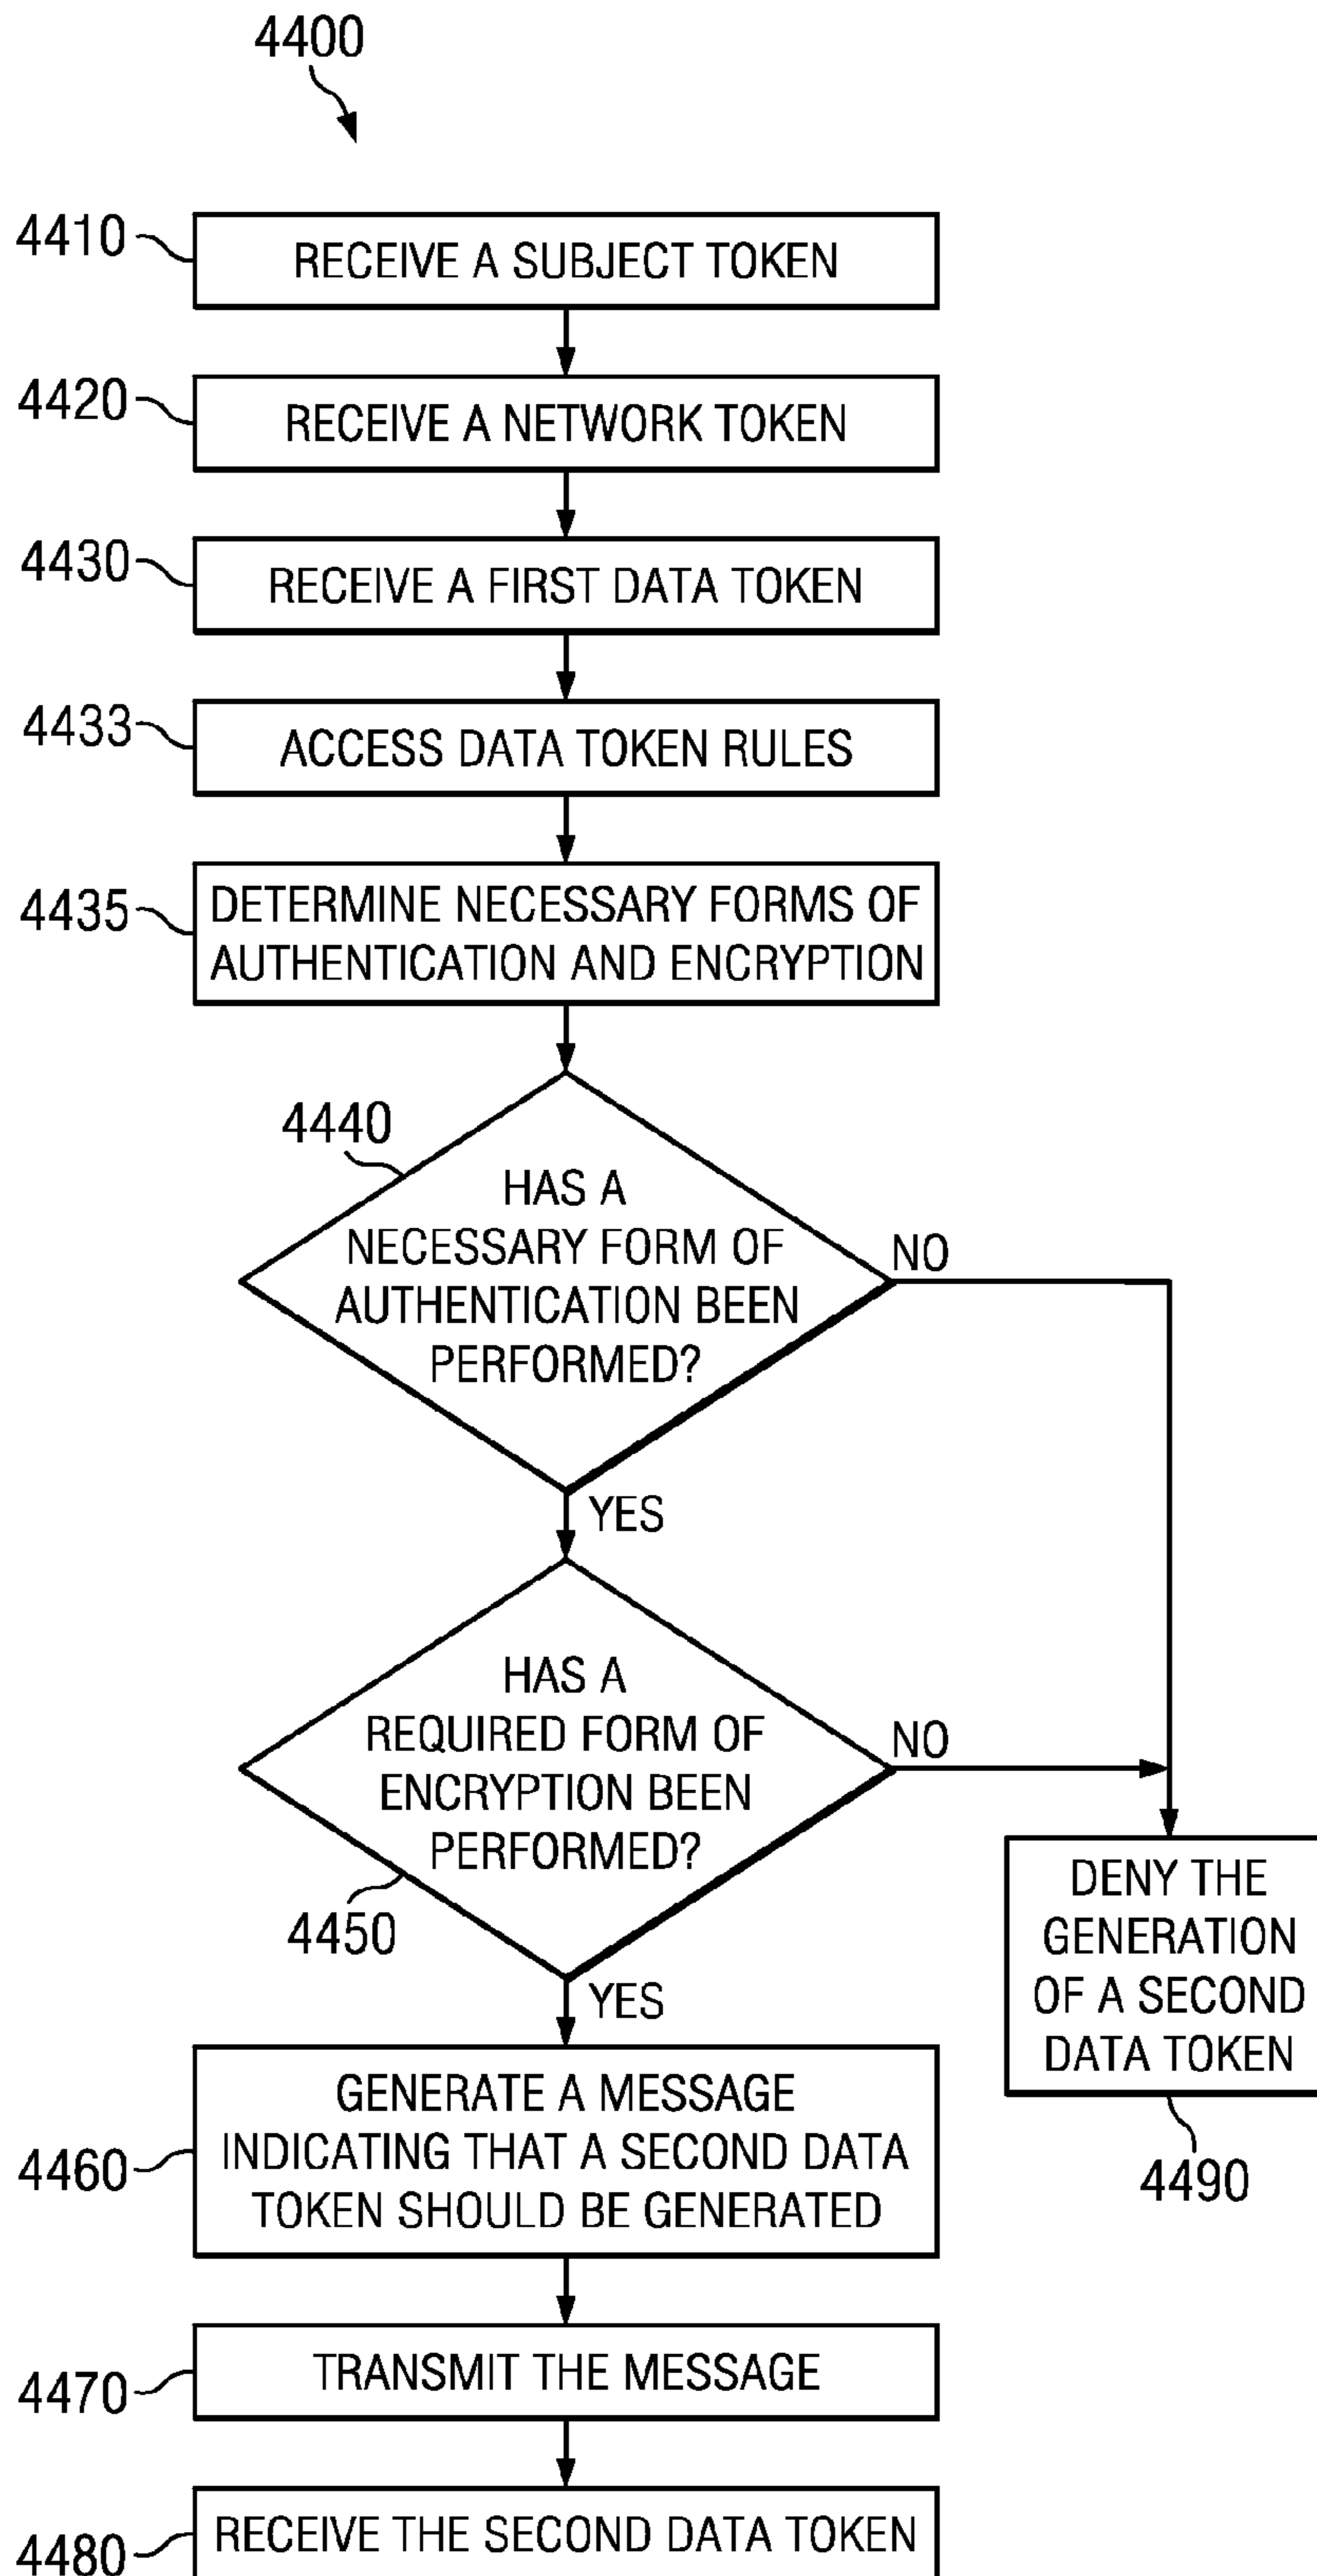 4400
4410
RECEIVE A SUBJECT TOKEN
4420
RECEIVE A NETWORK TOKEN
4430
RECEIVE A FIRST DATA TOKEN
4433
ACCESS DATA TOKEN RULES
4435
DETERMINE NECESSARY FORMS OF
AUTHENTICATION AND ENCRYPTION
4440
HAS A
NECESSARY FORM OF
AUTHENTICATION BEEN
PERFORMED?
NO
YES
HAS A
REQUIRED FORM OF
ENCRYPTION BEEN
PERFORMED?
NO
4450
YES
DENY THE
GENERATION
OF A SECOND
DATA TOKEN
4490
4460
GENERATE A MESSAGE
INDICATING THAT A SECOND DATA
TOKEN SHOULD BE GENERATED
4470
TRANSMIT THE MESSAGE
4480
RECEIVE THE SECOND DATA TOKEN